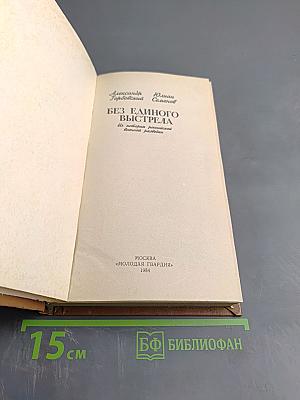 Александр Юлиан
Горбовский Семенов
БЕЗ ЕДИНОГО
ВЫСТРЕЛА
Из истории российской
военной разведки
МОСКВА
«МОЛОДАЯ ГВАРДИЯ»
1984
15 см
БФ БИБЛИОФАН